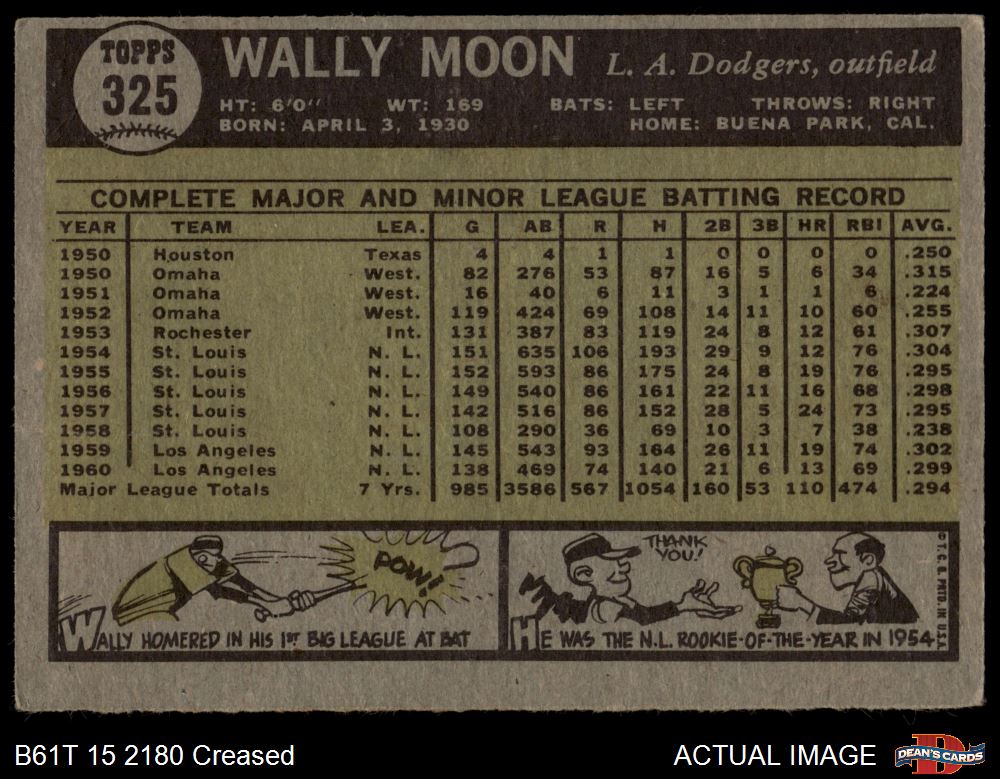 TOPPS
325
WALLY MOON L. A. Dodgers, outfield
HT: 6'0" WT: 169 BATS: LEFT THROWS: RIGHT
BORN: APRIL 3, 1930 HOME: BUENA PARK, CAL.
COMPLETE MAJOR AND MINOR LEAGUE BATTING RECORD
YEAR TEAM LEA. G AB R H 2B 3B HR RBI AVG.
1950 Houston Texas 4 4 1 1 0 0 0 0 .250
1950 Omaha West. 82 276 53 87 16 5 6 34 .315
1951 Omaha West. 16 40 6 11 3 1 1 6 .224
1952 Omaha West. 119 424 69 108 14 11 10 60 .255
1953 Rochester Int. 131 387 83 119 24 8 12 61 .307
1954 St. Louis N. L. 151 635 106 193 29 9 12 76 .304
1955 St. Louis N. L. 152 593 86 175 24 8 19 76 .295
1956 St. Louis N. L. 149 540 86 161 22 11 16 68 .298
1957 St. Louis N. L. 142 516 86 152 28 5 24 73 .295
1958 St. Louis N. L. 108 290 36 69 10 3 7 38 .238
1959 Los Angeles N. L. 145 543 93 164 26 11 19 74 .302
1960 Los Angeles N. L. 138 469 74 140 21 6 13 69 .299
Major League Totals 7 Yrs. 985 3586 567 1054 160 53 110 474 .294
POW!
WALLY HOMERED IN HIS 1ST BIG LEAGUE AT BAT
THANK
YOU!
HE WAS THE N.L. ROOKIE-OF-THE-YEAR IN 1954
© T. C. G. PRTD. IN U.S.A.
B61T 15 2180 Creased
ACTUAL IMAGE
DEAN'S CARDS